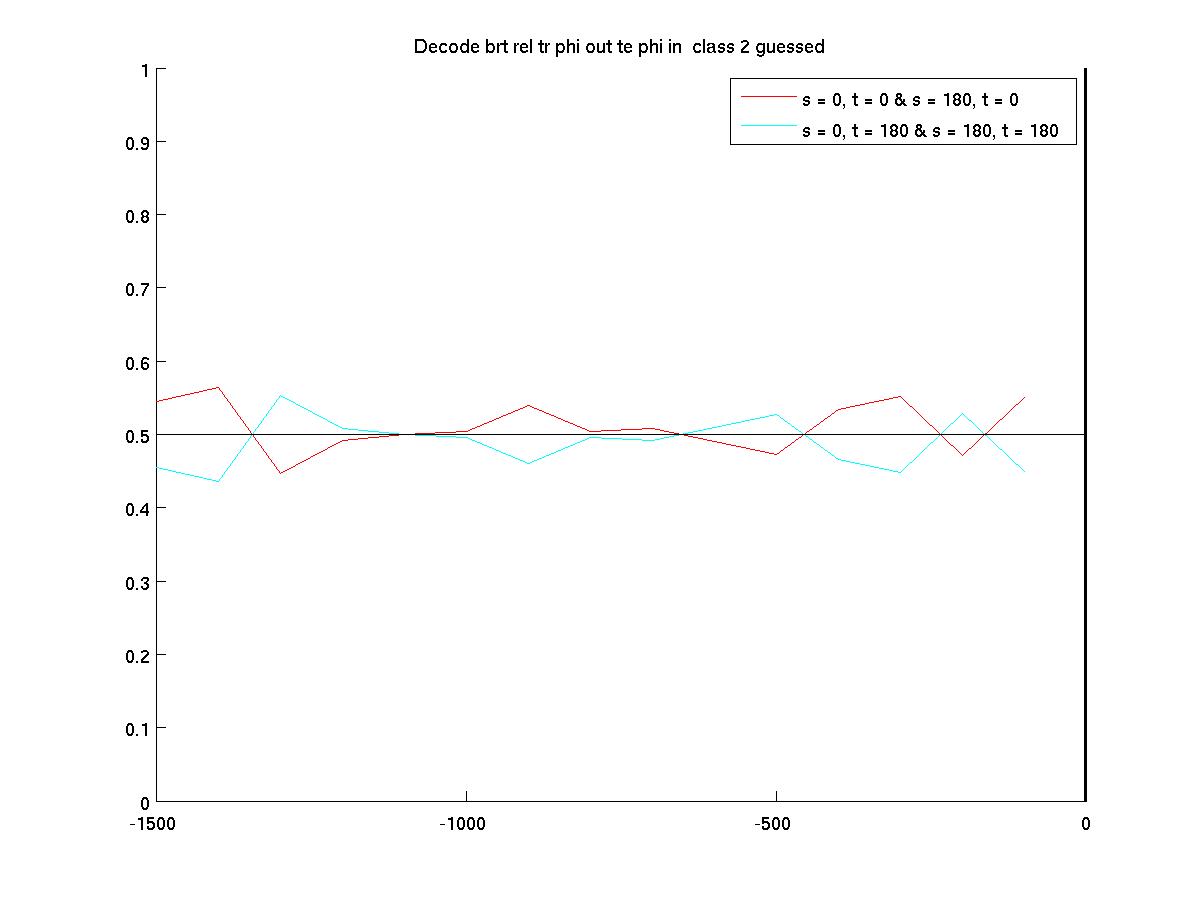 Decode brt rel tr phi out te phi in  class 2 guessed
s = 0, t = 0 & s = 180, t = 0
s = 0, t = 180 & s = 180, t = 180
1
0.9
0.8
0.7
0.6
0.5
0.4
0.3
0.2
0.1
0
-1500 -1000 -500 0